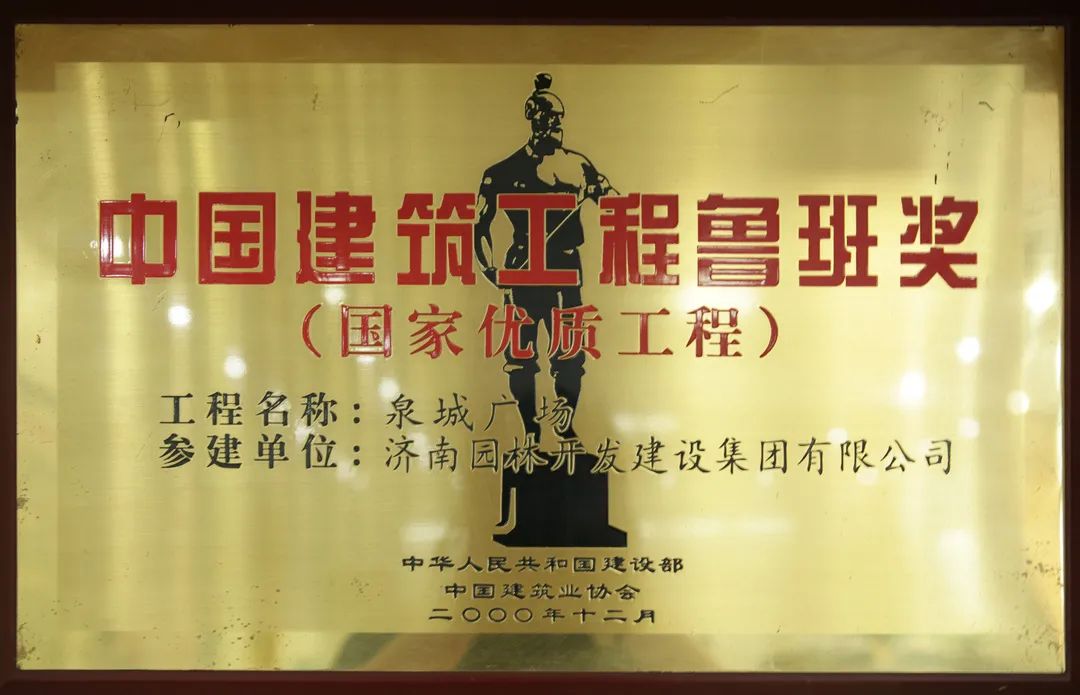 中国建筑工程鲁班奖
（国家优质工程）
工程名称：泉城广场
参建单位：济南园林开发建设集团有限公司
中华人民共和国建设部
中国建筑业协会
二〇〇〇年十二月